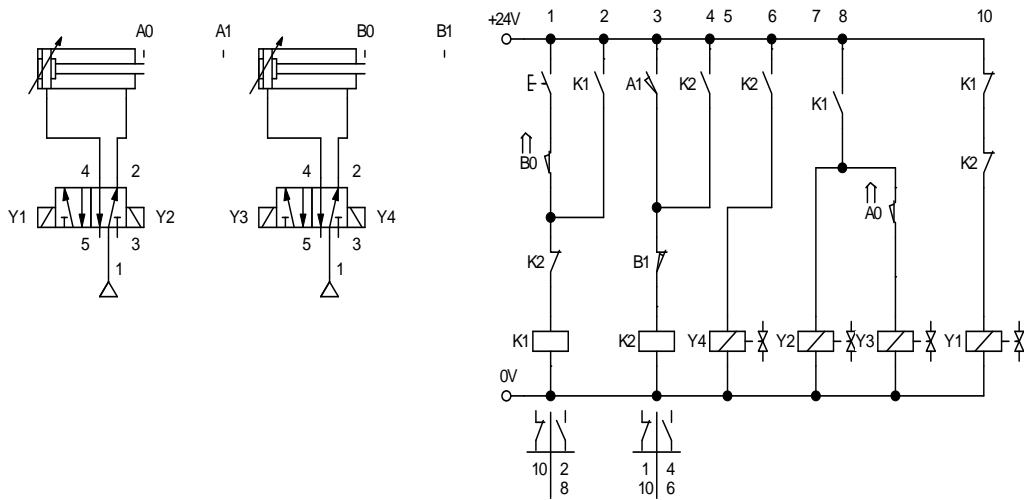 1 2 3 4 5 6 7 8 10
+24V
A0 A1 B0 B1
E K1 A1 K2 K2 K1 K1
B0 K2
A0
4 2 4 2
Y1 Y2 Y3 Y4
5 3 5 3
K2 B1
1 1
K1 K2 Y4 Y2 Y3 Y1
0V
10 2 1 4
8 10 6